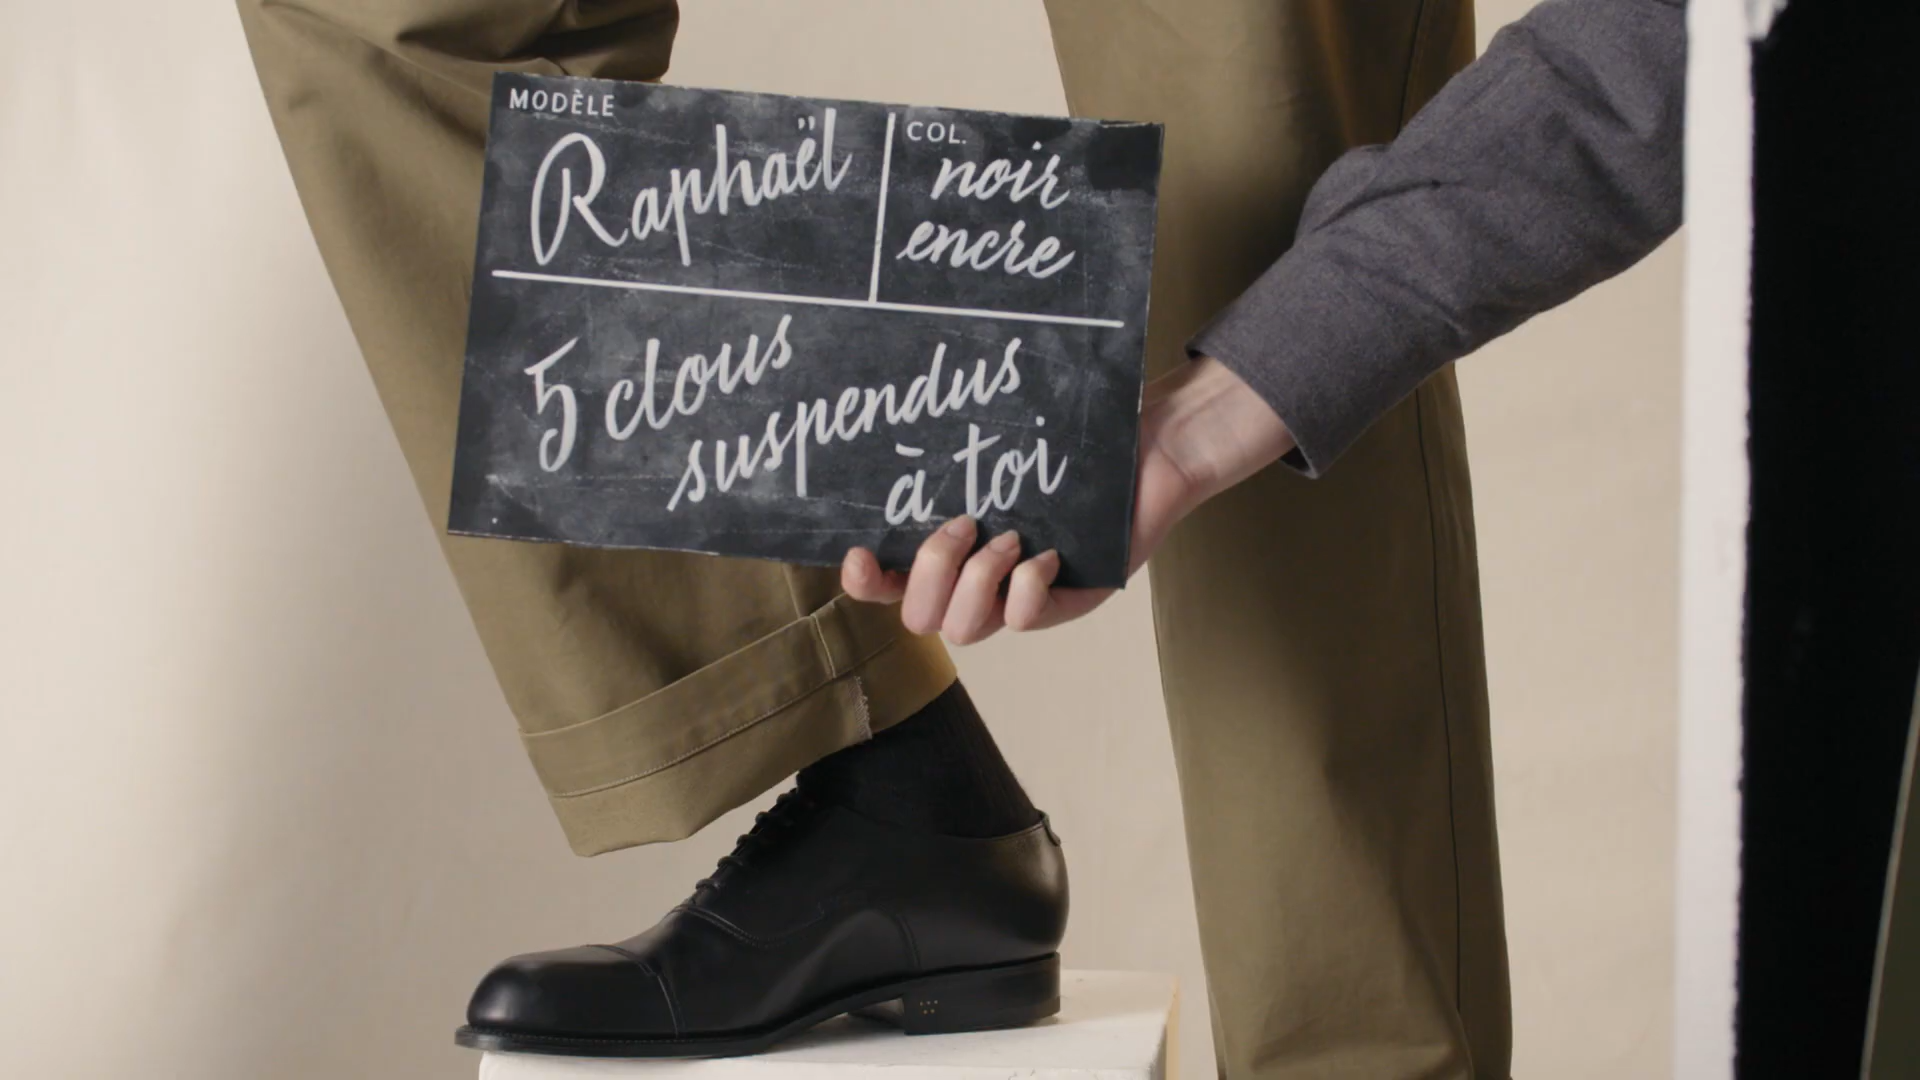 MODÈLE
Raphaël
COL.
noir
encre
5 clous
suspendus
à toi